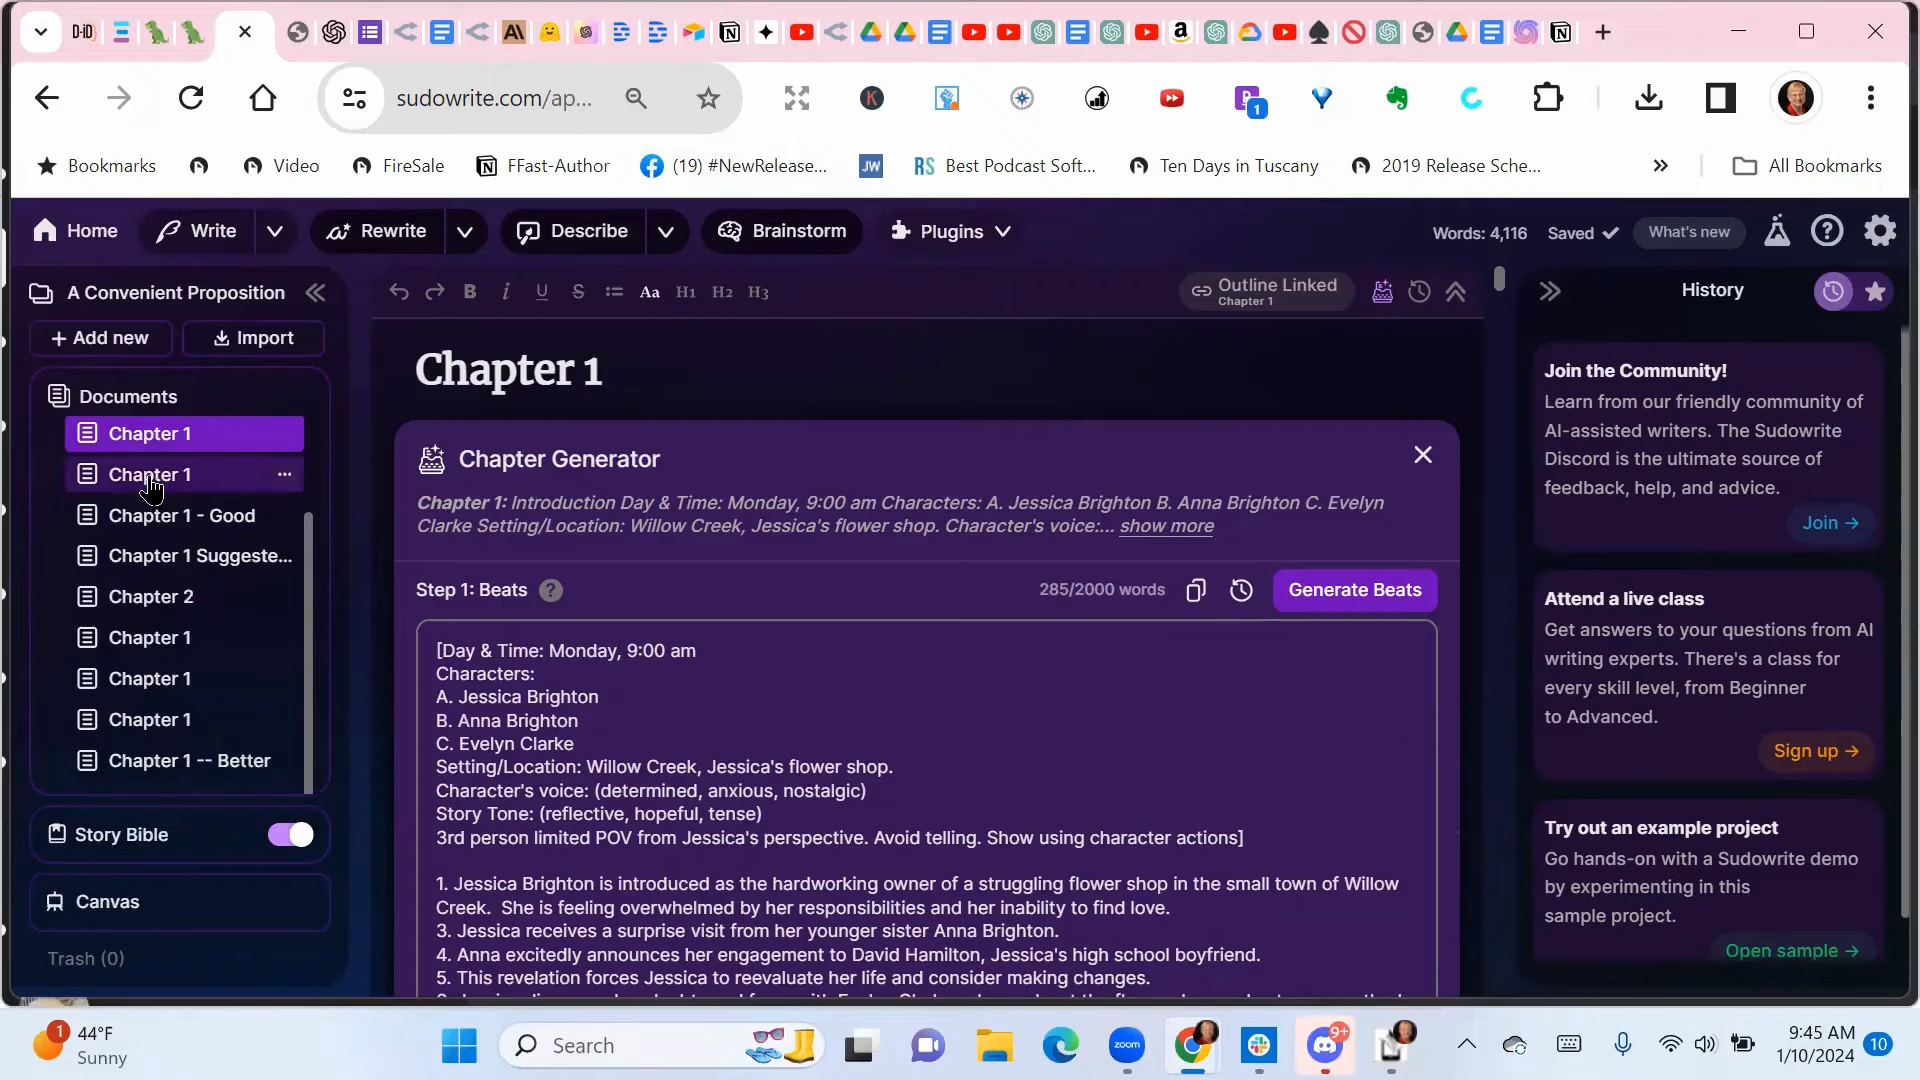 D-iD
sudowrite.com/ap...
K
1
Bookmarks
Video
FireSale
FFast-Author
(19) #NewRelease...
JW
RS Best Podcast Soft...
Ten Days in Tuscany
2019 Release Sche...
All Bookmarks
Home
Write
Rewrite
Describe
Brainstorm
Plugins
Words: 4,116
Saved
What's new
A Convenient Proposition
+ Add new
Import
Documents
Chapter 1
Chapter 1
Chapter 1 - Good
Chapter 1 Suggeste...
Chapter 2
Chapter 1
Chapter 1
Chapter 1
Chapter 1 -- Better
Story Bible
Canvas
Trash (0)
B i U S Aa H1 H2 H3
Outline Linked
Chapter 1
Chapter 1
Chapter Generator
Chapter 1: Introduction Day & Time: Monday, 9:00 am Characters: A. Jessica Brighton B. Anna Brighton C. Evelyn
Clarke Setting/Location: Willow Creek, Jessica's flower shop. Character's voice:... show more
Step 1: Beats
?
285/2000 words
Generate Beats
[Day & Time: Monday, 9:00 am
Characters:
A. Jessica Brighton
B. Anna Brighton
C. Evelyn Clarke
Setting/Location: Willow Creek, Jessica's flower shop.
Character's voice: (determined, anxious, nostalgic)
Story Tone: (reflective, hopeful, tense)
3rd person limited POV from Jessica's perspective. Avoid telling. Show using character actions]
1. Jessica Brighton is introduced as the hardworking owner of a struggling flower shop in the small town of Willow
Creek. She is feeling overwhelmed by her responsibilities and her inability to find love.
3. Jessica receives a surprise visit from her younger sister Anna Brighton.
4. Anna excitedly announces her engagement to David Hamilton, Jessica's high school boyfriend.
5. This revelation forces Jessica to reevaluate her life and consider making changes.
History
Join the Community!
Learn from our friendly community of
AI-assisted writers. The Sudowrite
Discord is the ultimate source of
feedback, help, and advice.
Join →
Attend a live class
Get answers to your questions from AI
writing experts. There's a class for
every skill level, from Beginner
to Advanced.
Sign up →
Try out an example project
Go hands-on with a Sudowrite demo
by experimenting in this
sample project.
Open sample →
1
44°F
Sunny
Search
zoom
9+
9:45 AM
1/10/2024
10